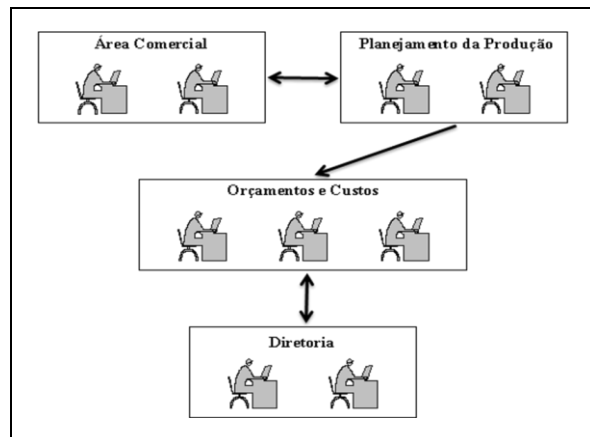 Área Comercial
Planejamento da Produção
Orçamentos e Custos
Diretoria